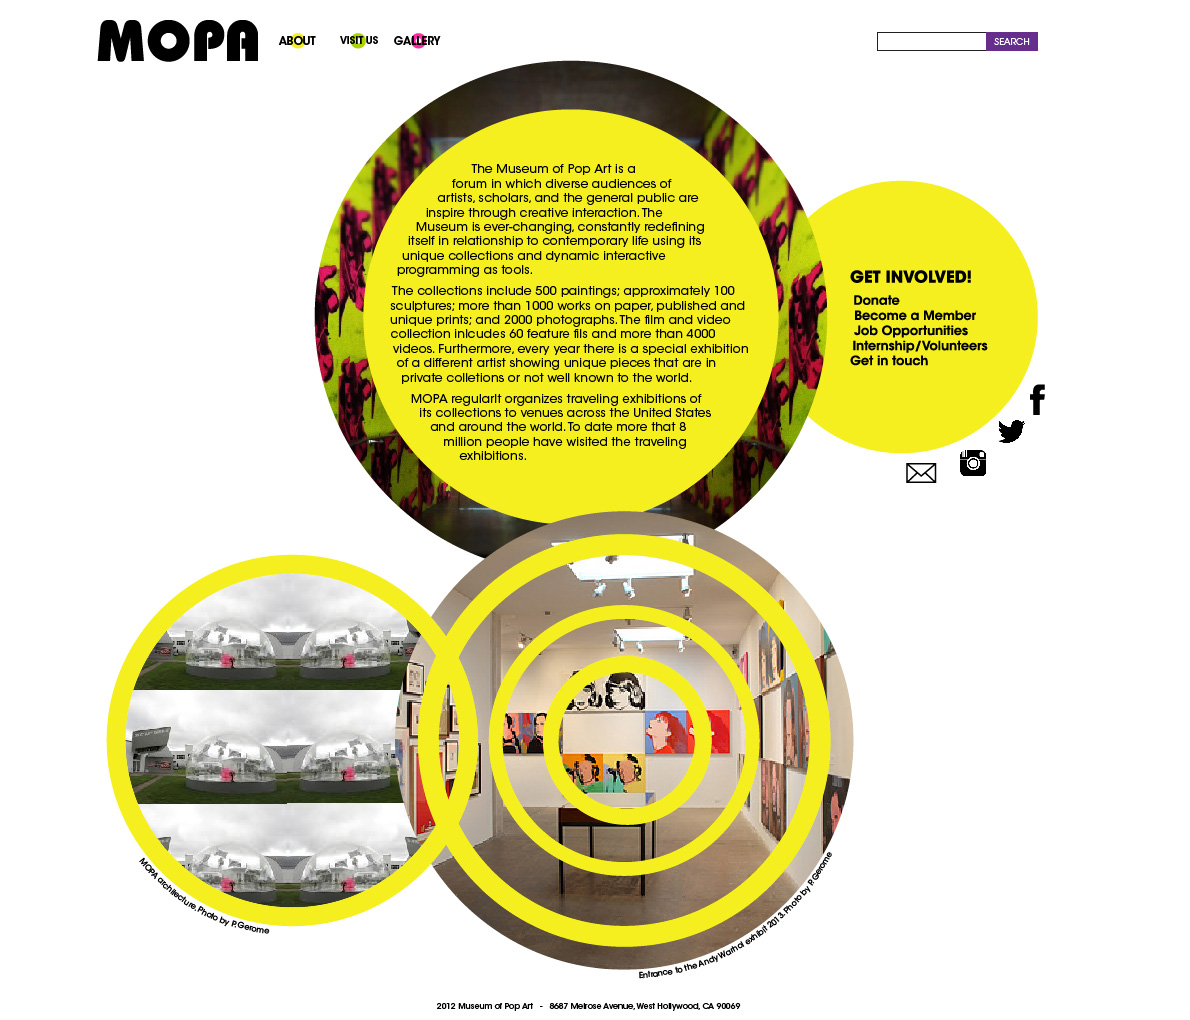 MOPA
ABOUT
VISIT US
GALLERY
SEARCH
The Museum of Pop Art is a
forum in which diverse audiences of
artists, scholars, and the general public are
inspire through creative interaction. The
Museum is ever-changing, constantly redefining
itself in relationship to contemporary life using its
unique collections and dynamic interactive
programming as tools.
The collections include 500 paintings; approximately 100
sculptures; more than 1000 works on paper, published and
unique prints; and 2000 photographs. The film and video
collection inlcudes 60 feature fils and more than 4000
videos. Furthermore, every year there is a special exhibition
of a different artist showing unique pieces that are in
private colletions or not well known to the world.
MOPA regularlt organizes traveling exhibitions of
its collections to venues across the United States
and around the world. To date more that 8
million people have wisited the traveling
exhibitions.
GET INVOLVED!
Donate
Become a Member
Job Opportunities
Internship/Volunteers
Get in touch
MOPA architecture. Photo by P. Gerome
Entrance to the Andy Warhol exhibit 2013. Photo by P. Gerome
2012 Museum of Pop Art - 8687 Melrose Avenue, West Hollywood, CA 90069